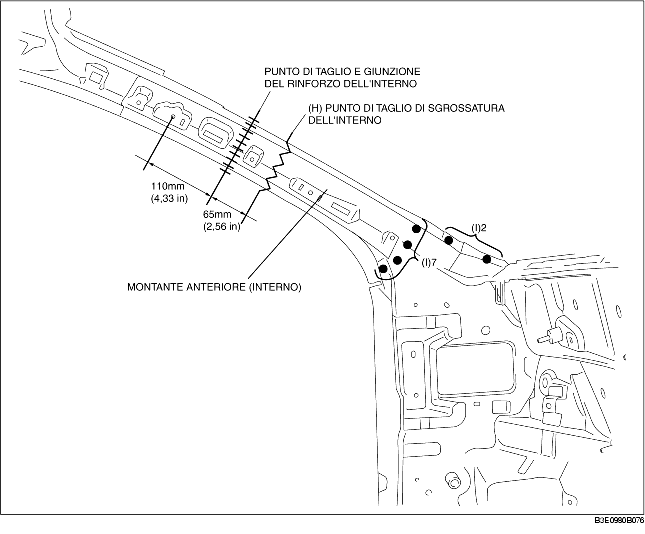 PUNTO DI TAGLIO E GIUNZIONE
DEL RINFORZO DELL'INTERNO
(H) PUNTO DI TAGLIO DI SGROSSATURA
DELL'INTERNO
110mm
(4,33 in)
65mm
(2,56 in)
(I)2
(I)7
MONTANTE ANTERIORE (INTERNO)
B3E0980B076